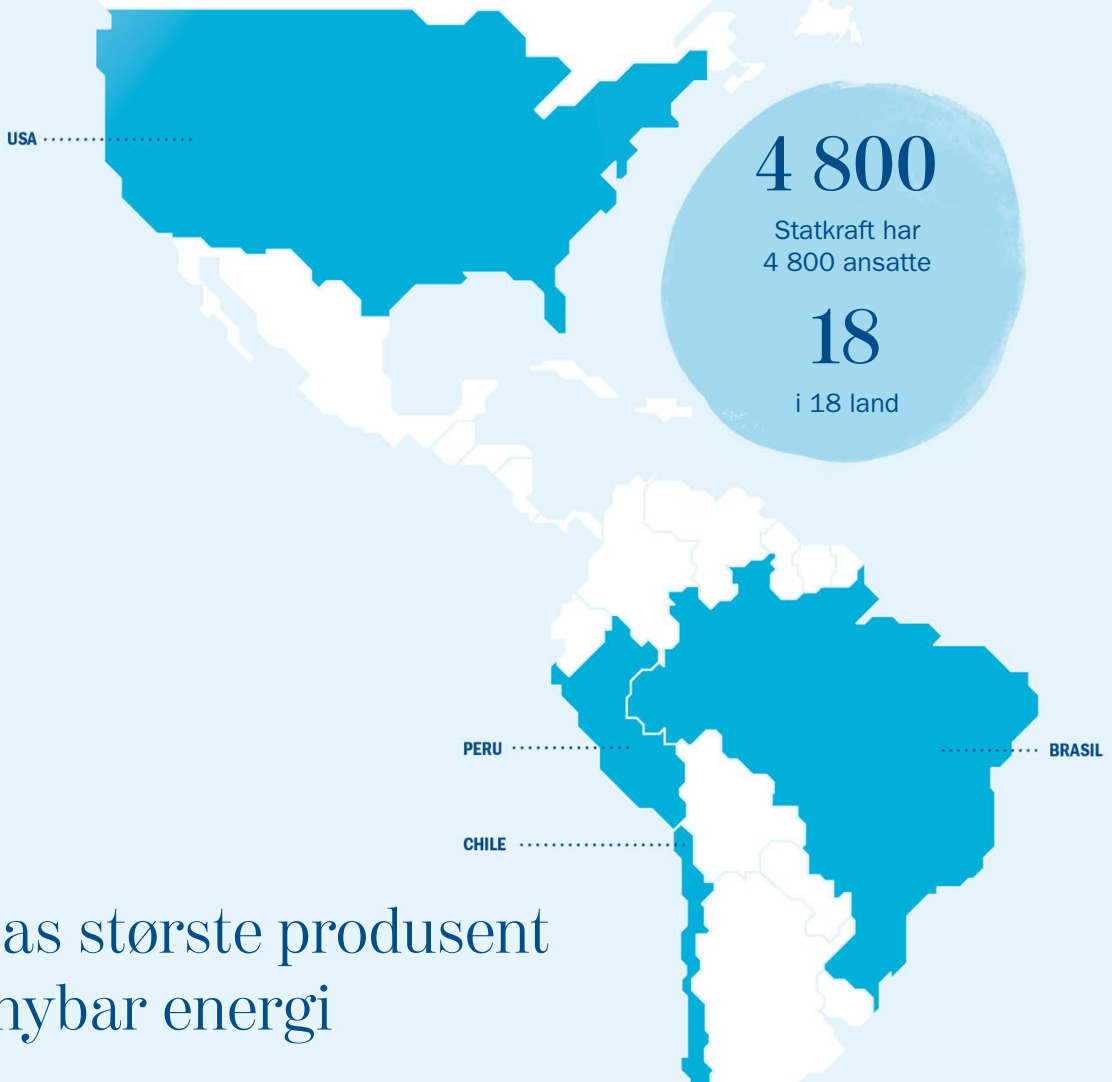 USA
4 800
Statkraft har
4 800 ansatte
18
i 18 land
PERU
BRASIL
CHILE
as største produsent
nybar energi